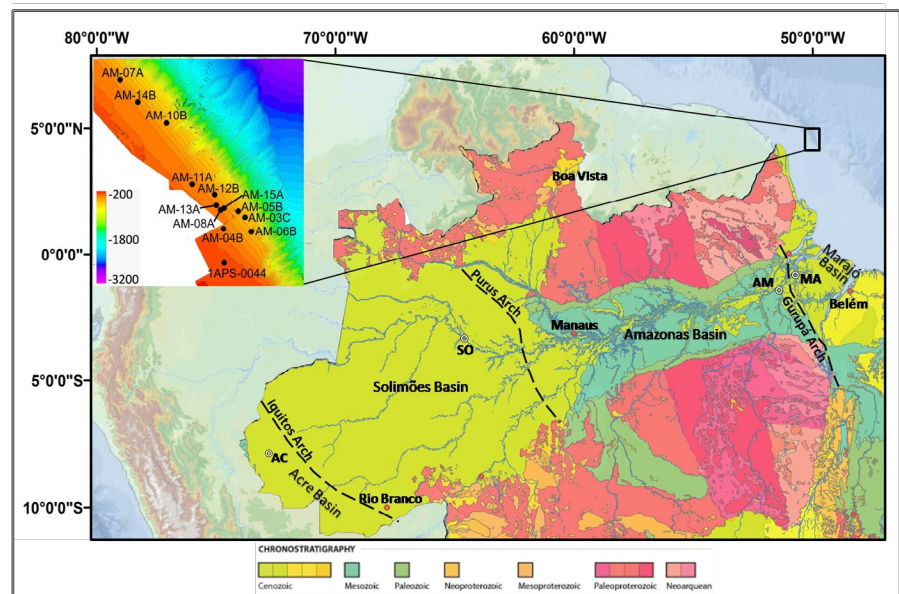 80°0'0"W 70°0'0"W 60°0'0"W 50°0'0"W
AM-07A
AM-14B
AM-10B
5°0'0"N
Boa Vista
AM-11A
AM-12B
AM-15A
-200
AM-13A
AM-05B
AM-08A
AM-03C
-1800
AM-04B
AM-06B
0°0'0"
1APS-0044
-3200
Marajó
Basin
Purus Arch
AM
MA
Belém
Gurupá Arch
Manaus
Amazonas Basin
SO
5°0'0"S
Solimões Basin
Iquitos Arch
AC
Acre Basin
Rio Branco
10°0'0"S
CHRONOSTRATIGRAPHY
Cenozoic Mesozoic Paleozoic Neoproterozoic Mesoproterozoic Paleoproterozoic Neoarquean